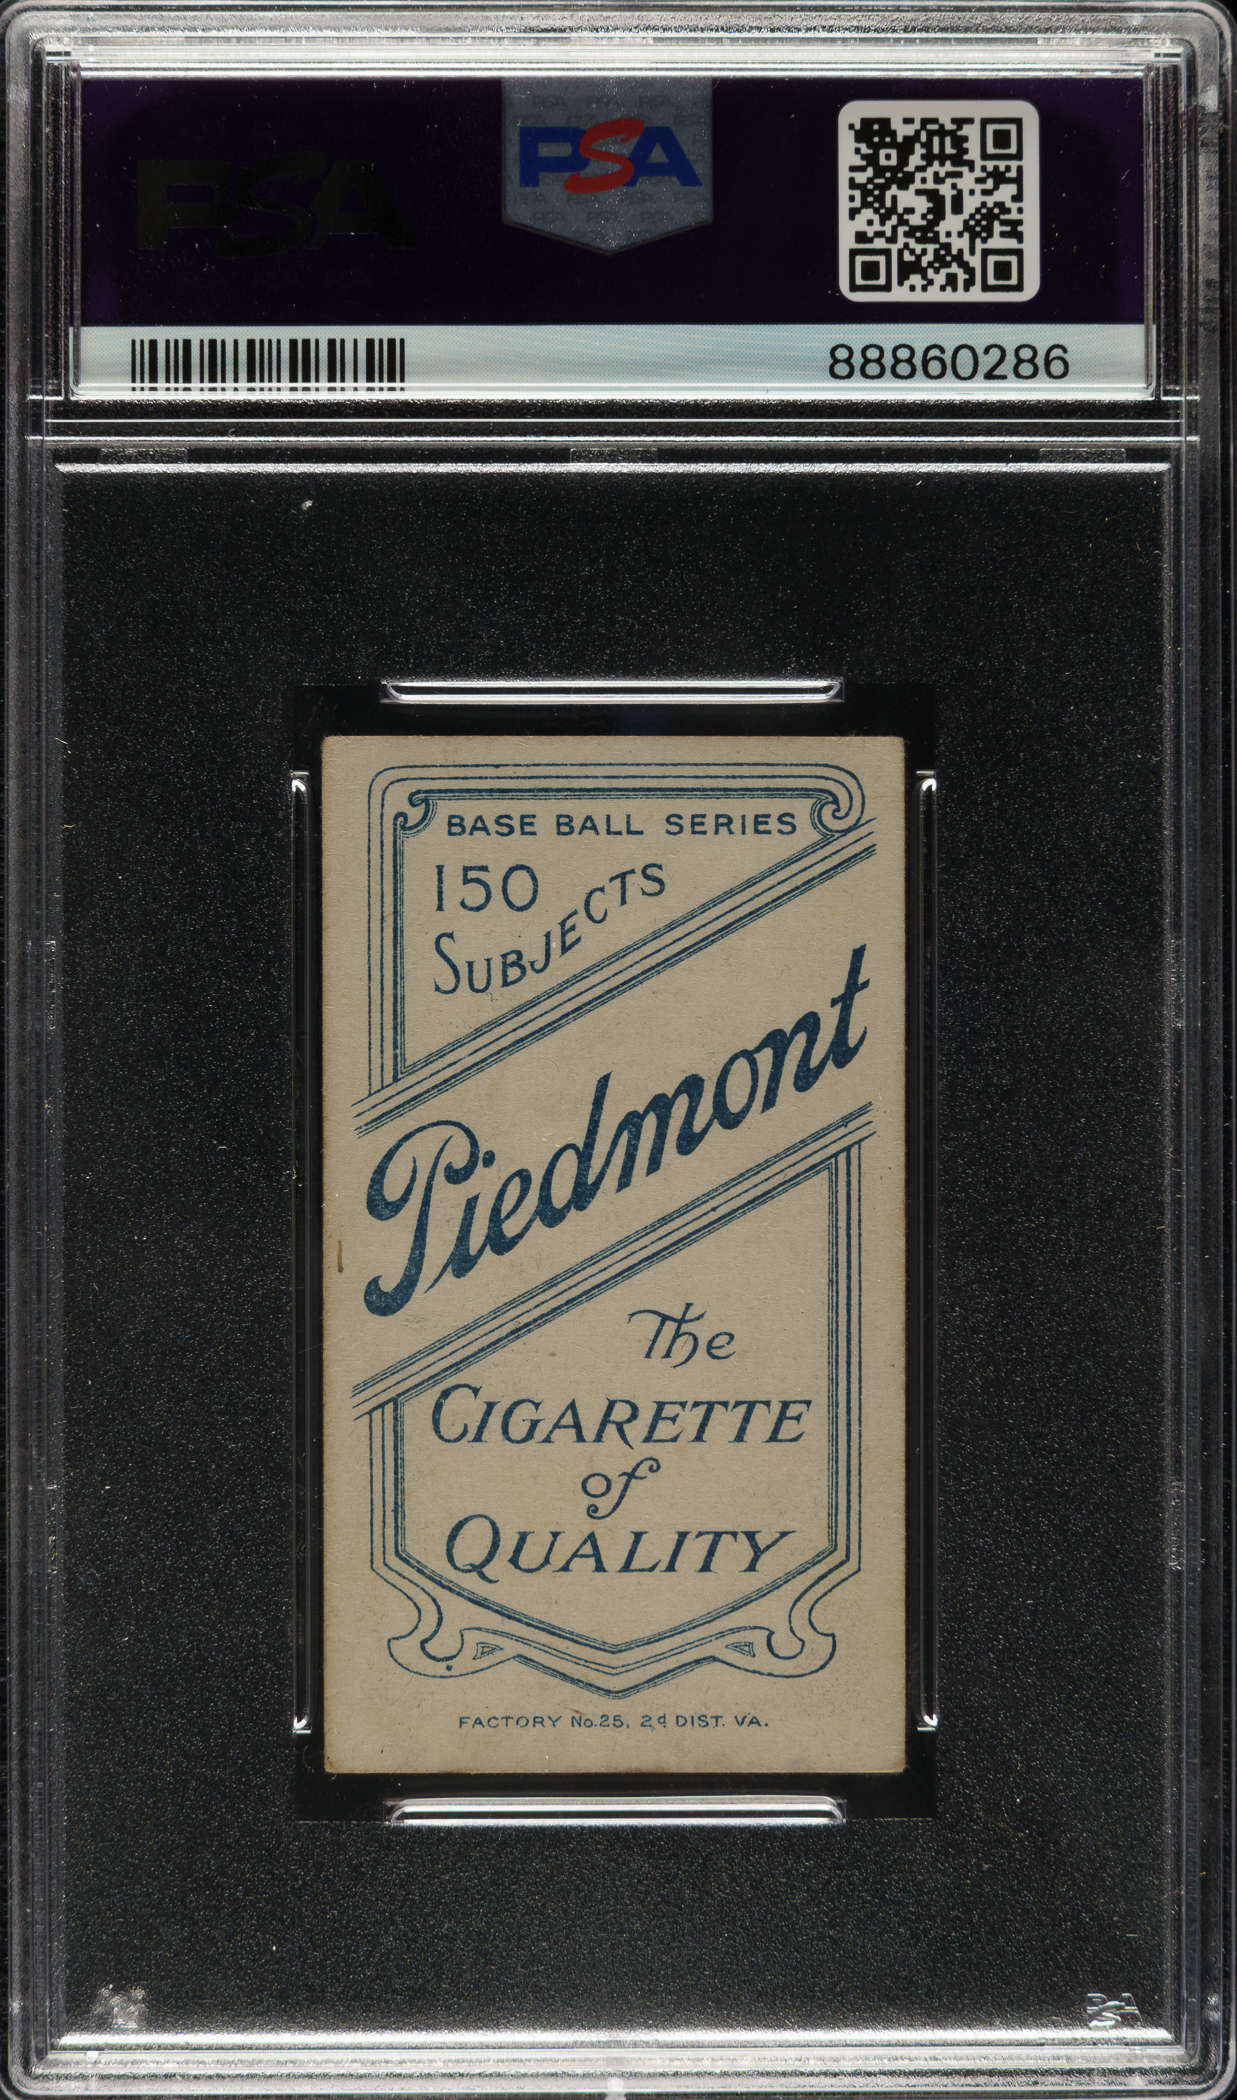 PSA
PSA
88860286
BASE BALL SERIES
150
SUBJECTS
Piedmont
The
CIGARETTE
of
QUALITY
FACTORY No. 25, 2d DIST. VA.
PSA